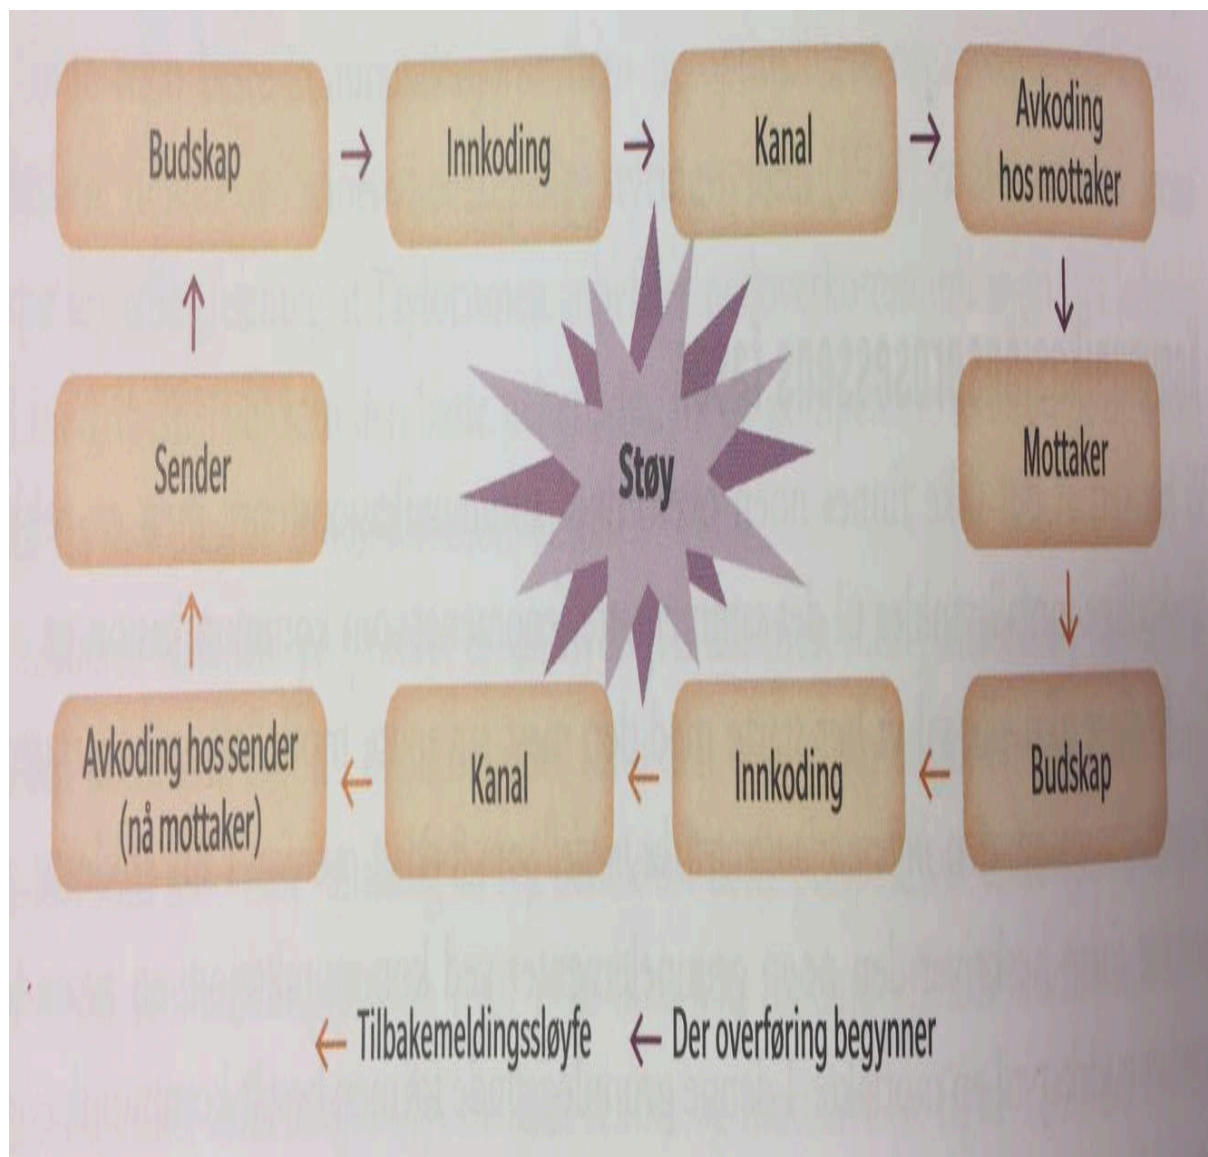 Budskap
Innkoding
Kanal
Avkoding
hos mottaker
Sender
Støy
Mottaker
Avkoding hos sender
(nå mottaker)
Kanal
Innkoding
Budskap
Tilbakemeldingssløyfe
Der overføring begynner